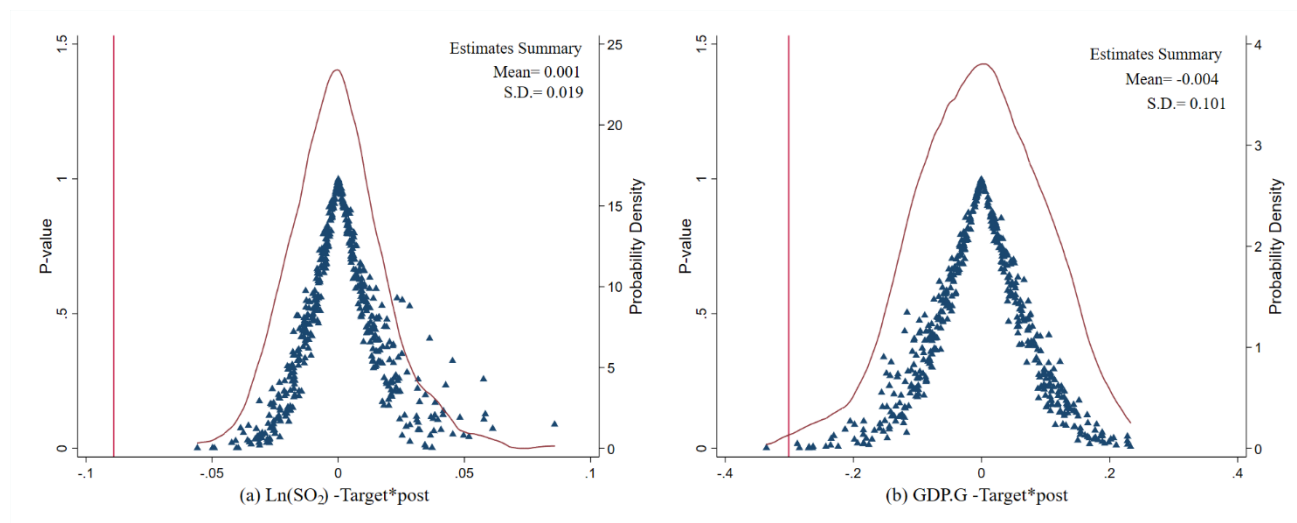 Estimates Summary
Mean= 0.001
S.D.= 0.019
P-value
0
.5
1
1.5
Probability Density
0
5
10
15
20
25
-.1
-.05
0
.05
.1
(a) Ln(SO₂) -Target*post
Estimates Summary
Mean= -0.004
S.D.= 0.101
P-value
0
.5
1
1.5
Probability Density
0
1
2
3
4
-.4
-.2
0
.2
.4
(b) GDP.G -Target*post